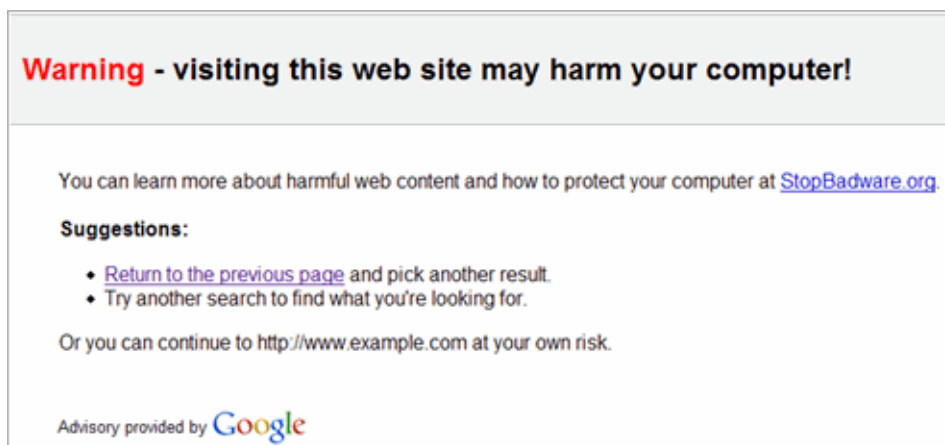 Warning - visiting this web site may harm your computer!
You can learn more about harmful web content and how to protect your computer at StopBadware.org.
Suggestions:
• Return to the previous page and pick another result.
• Try another search to find what you're looking for.
Or you can continue to http://www.example.com at your own risk.
Advisory provided by Google